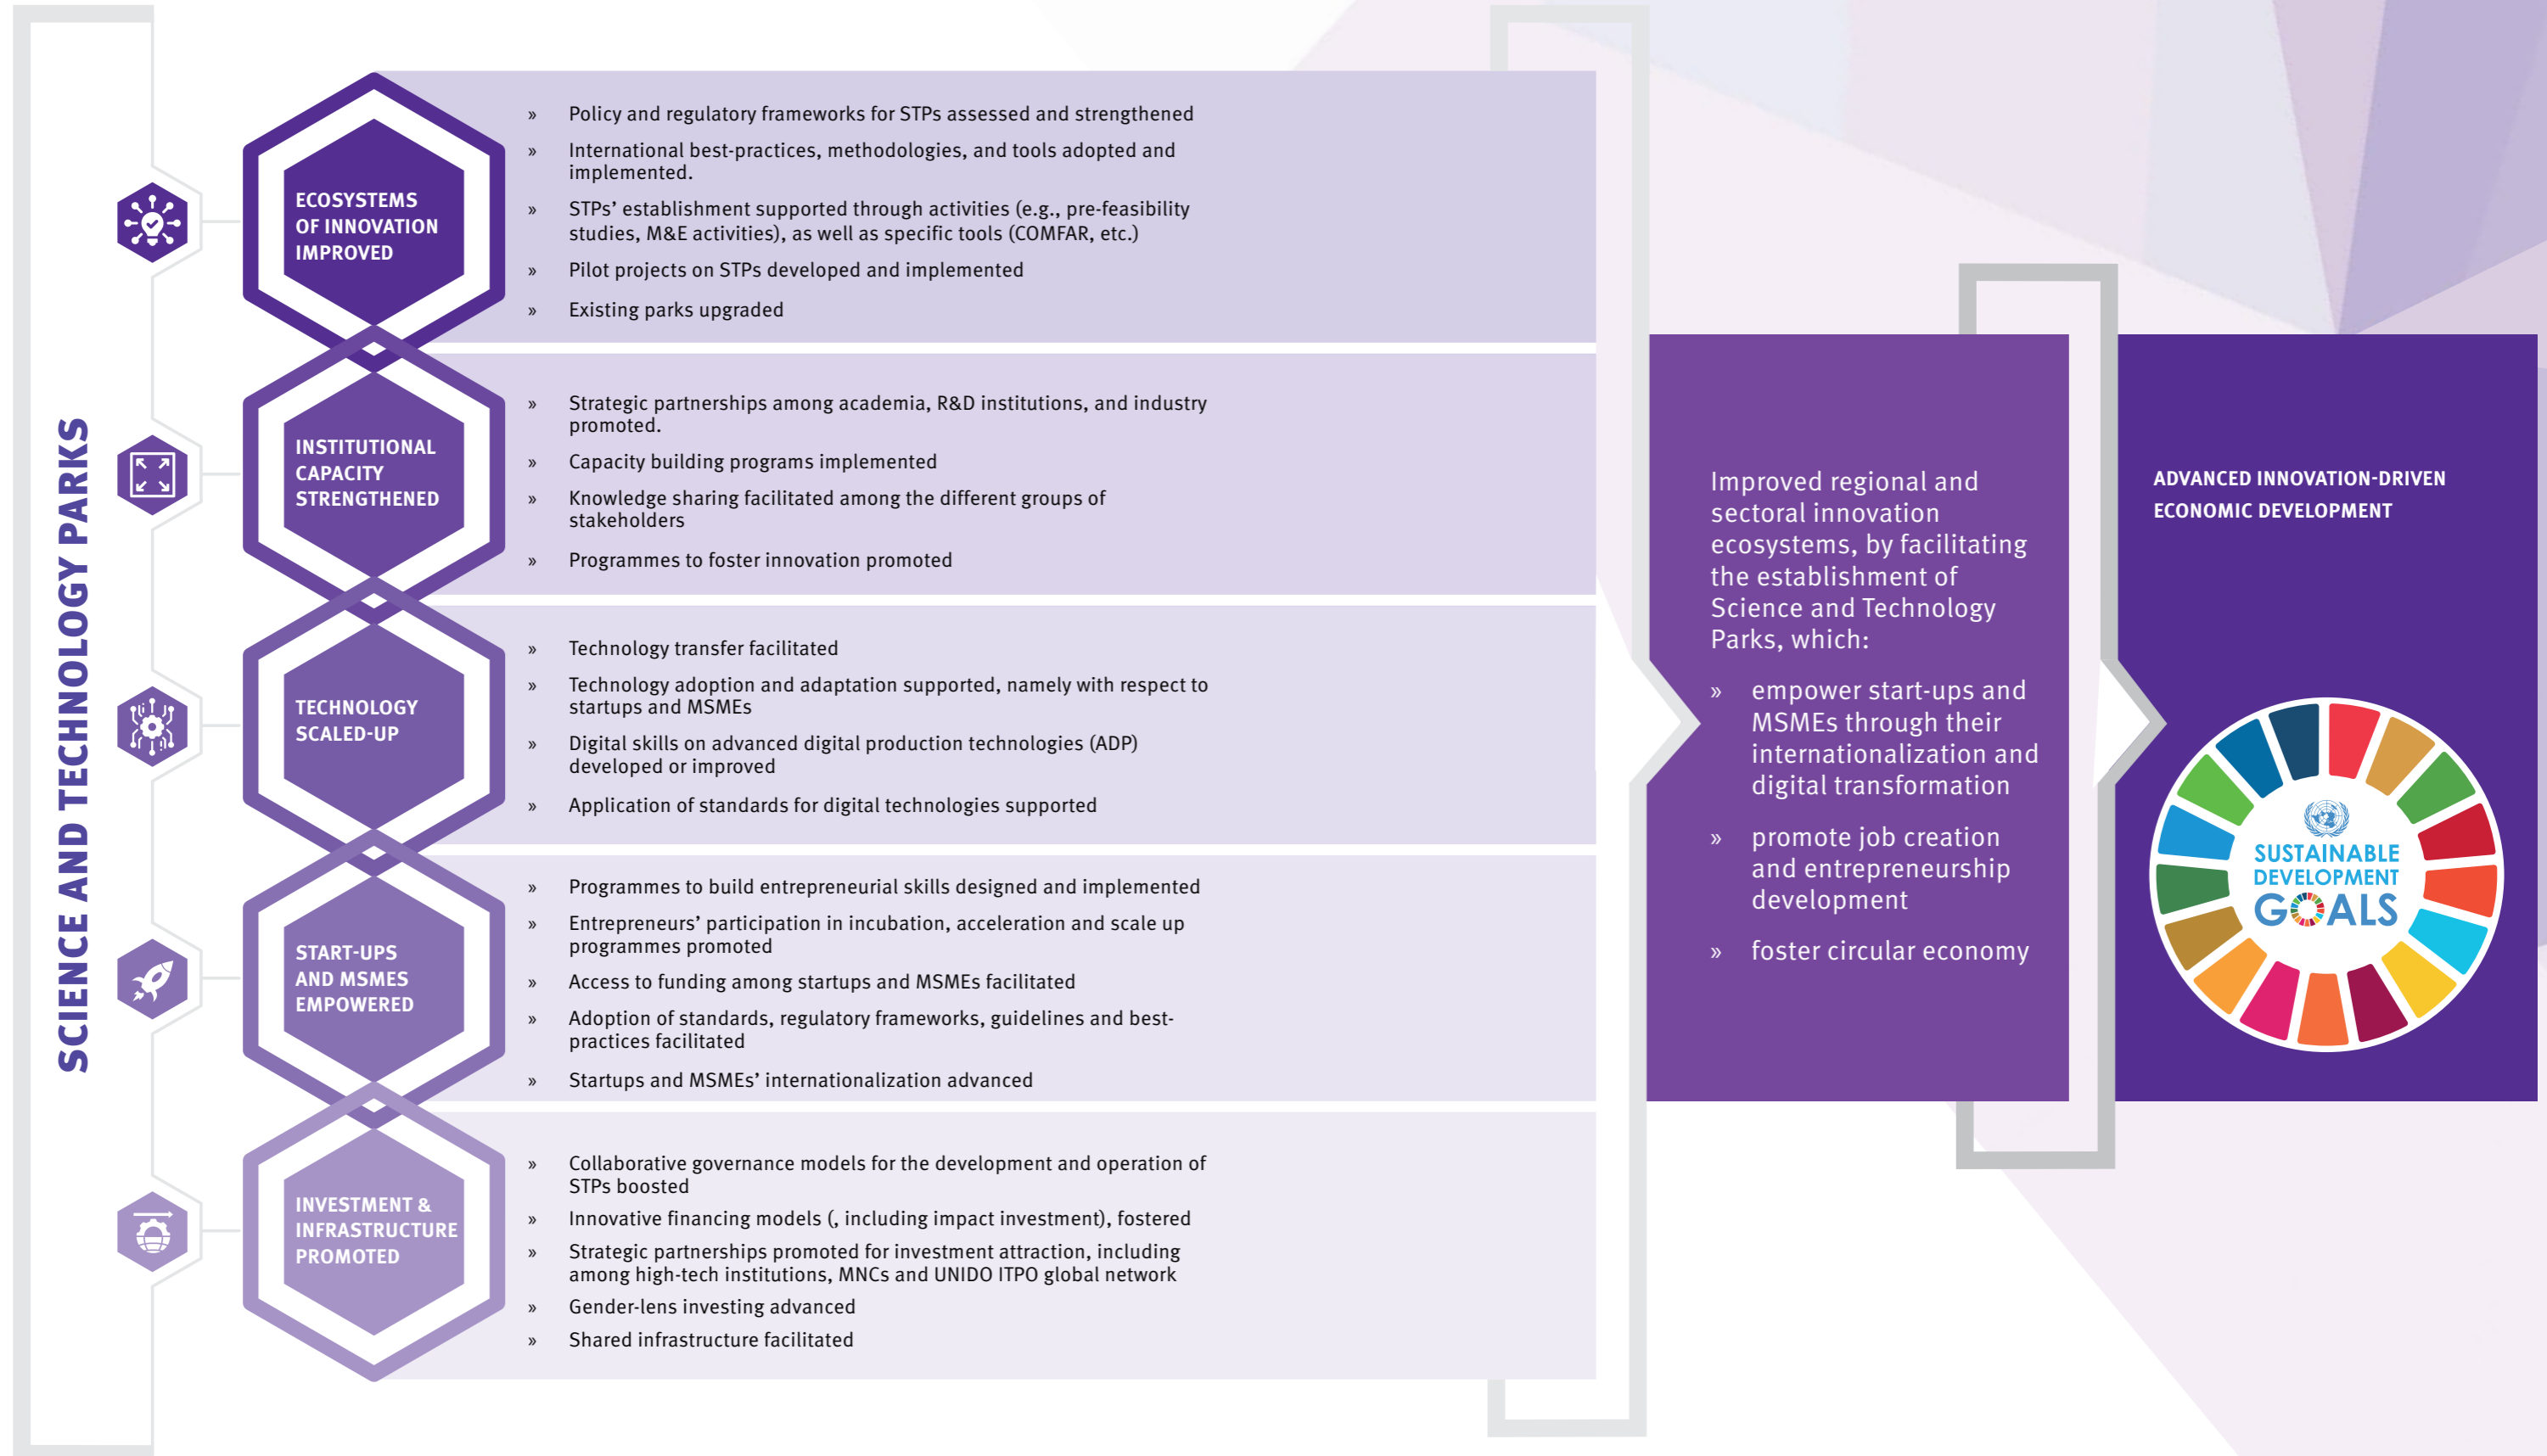 SCIENCE AND TECHNOLOGY PARKS
ECOSYSTEMS
OF INNOVATION
IMPROVED
» Policy and regulatory frameworks for STPs assessed and strengthened
» International best-practices, methodologies, and tools adopted and
implemented.
» STPs’ establishment supported through activities (e.g., pre-feasibility
studies, M&E activities), as well as specific tools (COMFAR, etc.)
» Pilot projects on STPs developed and implemented
» Existing parks upgraded
INSTITUTIONAL
CAPACITY
STRENGTHENED
» Strategic partnerships among academia, R&D institutions, and industry
promoted.
» Capacity building programs implemented
» Knowledge sharing facilitated among the different groups of
stakeholders
» Programmes to foster innovation promoted
TECHNOLOGY
SCALED-UP
» Technology transfer facilitated
» Technology adoption and adaptation supported, namely with respect to
startups and MSMEs
» Digital skills on advanced digital production technologies (ADP)
developed or improved
» Application of standards for digital technologies supported
START-UPS
AND MSMES
EMPOWERED
» Programmes to build entrepreneurial skills designed and implemented
» Entrepreneurs’ participation in incubation, acceleration and scale up
programmes promoted
» Access to funding among startups and MSMEs facilitated
» Adoption of standards, regulatory frameworks, guidelines and best-
practices facilitated
» Startups and MSMEs’ internationalization advanced
INVESTMENT &
INFRASTRUCTURE
PROMOTED
» Collaborative governance models for the development and operation of
STPs boosted
» Innovative financing models (, including impact investment), fostered
» Strategic partnerships promoted for investment attraction, including
among high-tech institutions, MNCs and UNIDO ITPO global network
» Gender-lens investing advanced
» Shared infrastructure facilitated
Improved regional and
sectoral innovation
ecosystems, by facilitating
the establishment of
Science and Technology
Parks, which:
» empower start-ups and
MSMEs through their
internationalization and
digital transformation
» promote job creation
and entrepreneurship
development
» foster circular economy
ADVANCED INNOVATION-DRIVEN
ECONOMIC DEVELOPMENT
SUSTAINABLE
DEVELOPMENT
GOALS